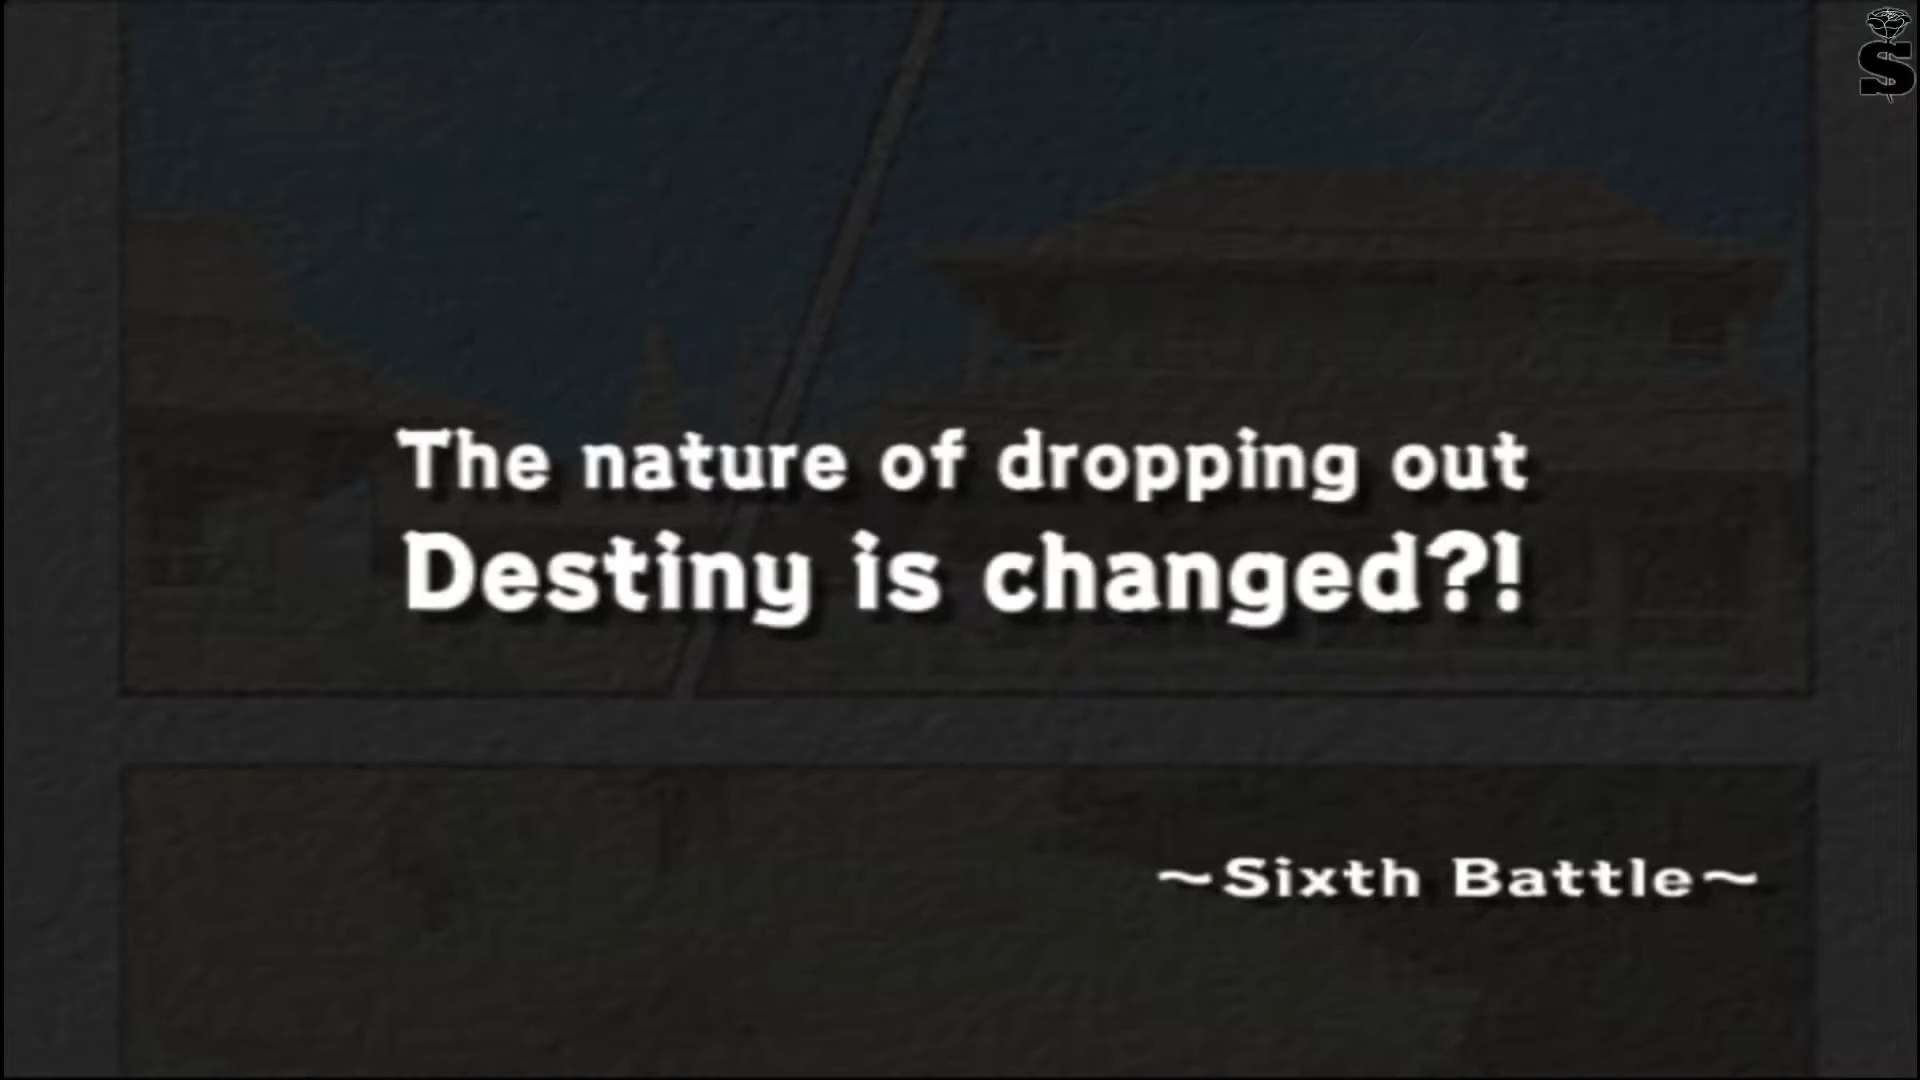 The nature of dropping out
Destiny is changed?!
~Sixth Battle~
S